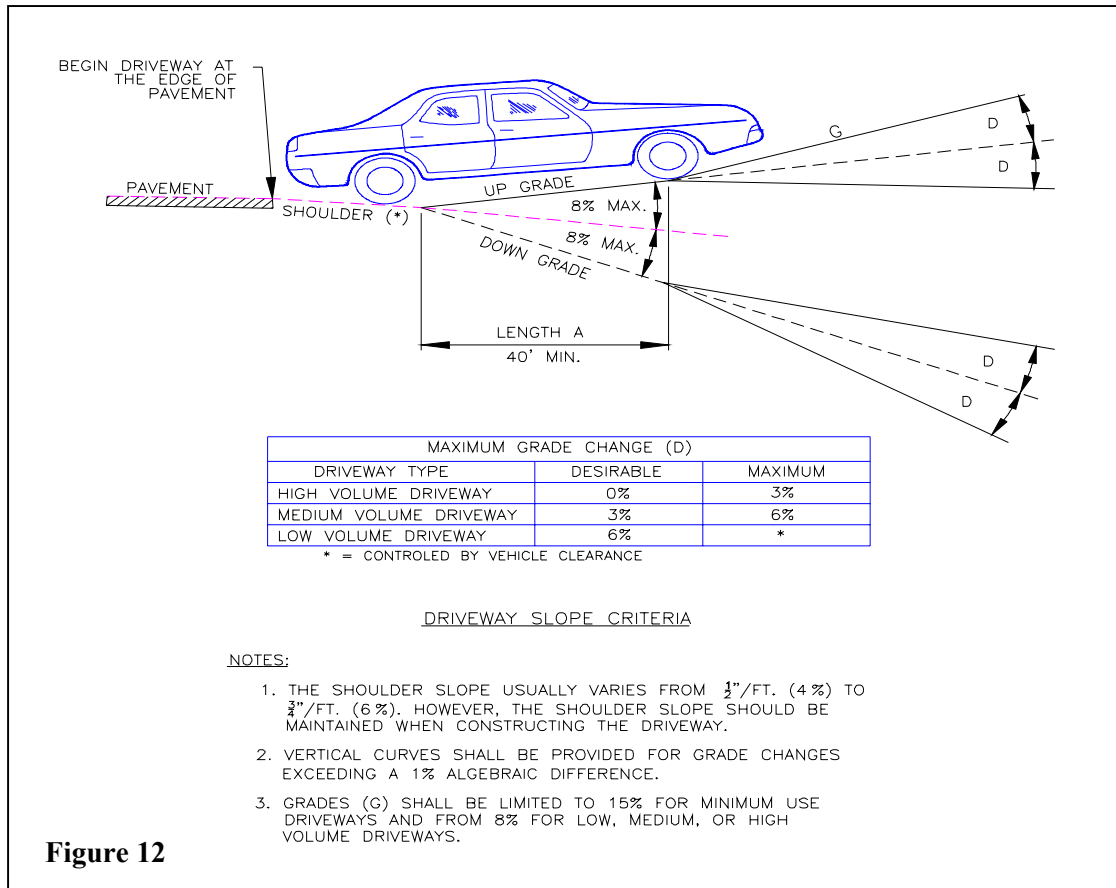 BEGIN DRIVEWAY AT
THE EDGE OF
PAVEMENT
G
D
D
PAVEMENT
UP GRADE
SHOULDER (*)
8% MAX.
8% MAX.
DOWN GRADE
LENGTH A
40' MIN.
D
D
MAXIMUM GRADE CHANGE (D)
DRIVEWAY TYPE DESIRABLE MAXIMUM
HIGH VOLUME DRIVEWAY 0% 3%
MEDIUM VOLUME DRIVEWAY 3% 6%
LOW VOLUME DRIVEWAY 6% *
* = CONTROLED BY VEHICLE CLEARANCE
DRIVEWAY SLOPE CRITERIA
NOTES:
1. THE SHOULDER SLOPE USUALLY VARIES FROM ½"/FT. (4%) TO
¾"/FT. (6%). HOWEVER, THE SHOULDER SLOPE SHOULD BE
MAINTAINED WHEN CONSTRUCTING THE DRIVEWAY.
2. VERTICAL CURVES SHALL BE PROVIDED FOR GRADE CHANGES
EXCEEDING A 1% ALGEBRAIC DIFFERENCE.
3. GRADES (G) SHALL BE LIMITED TO 15% FOR MINIMUM USE
DRIVEWAYS AND FROM 8% FOR LOW, MEDIUM, OR HIGH
VOLUME DRIVEWAYS.
Figure 12